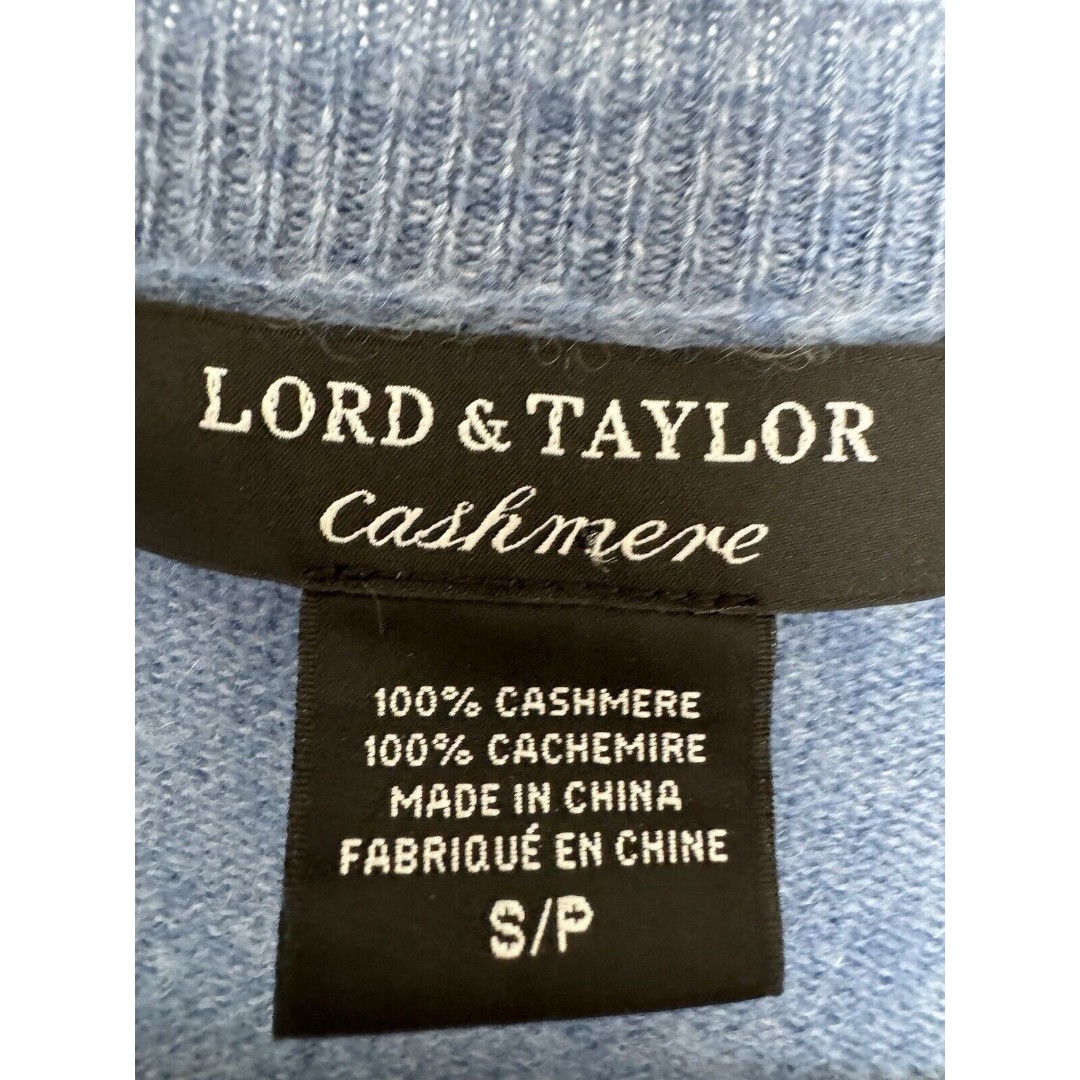 LORD & TAYLOR
cashmere
100% CASHMERE
100% CACHEMIRE
MADE IN CHINA
FABRIQUÉ EN CHINE
S/P